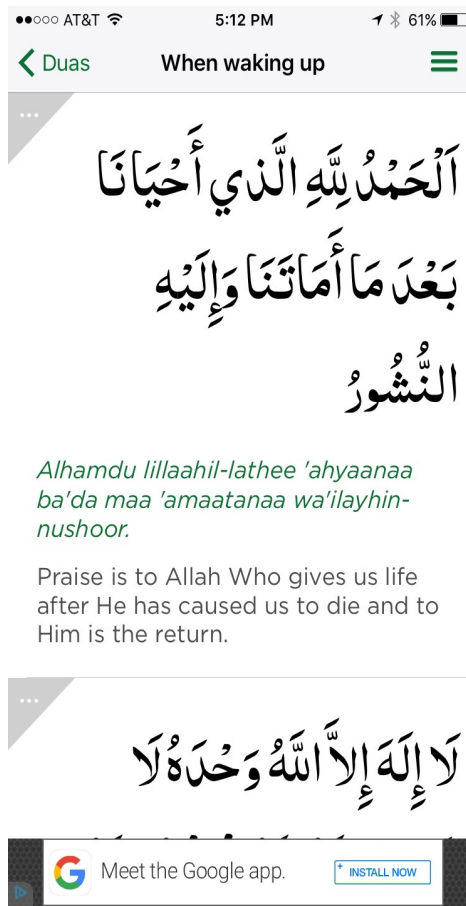 AT&T 5:12 PM 61%
Duas When waking up
اَلْحَمْدُ لِلَّهِ الَّذِي أَحْيَانَا
بَعْدَ مَا أَمَاتَنَا وَإِلَيْهِ
النُّشُورُ
Alhamdu lillaahil-lathee 'ahyaanaa
ba'da maa 'amaatanaa wa'ilayhin-
nushoor.
Praise is to Allah Who gives us life
after He has caused us to die and to
Him is the return.
لَا إِلَهَ إِلاَّ اللَّهُ وَحْدَهُ لَا
Meet the Google app. INSTALL NOW